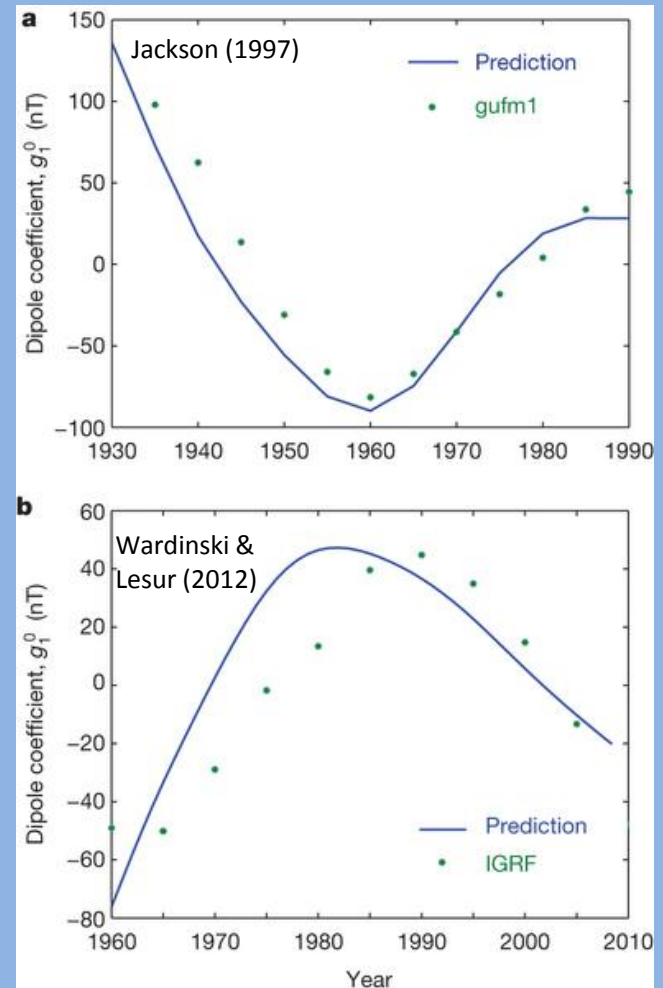 a
Jackson (1997)
Prediction
gufm1
Dipole coefficient, g₁⁰ (nT)
150
100
50
0
−50
−100
1930 1940 1950 1960 1970 1980 1990
b
Wardinski &
Lesur (2012)
Prediction
IGRF
Dipole coefficient, g₁⁰ (nT)
60
40
20
0
−20
−40
−60
−80
1960 1970 1980 1990 2000 2010
Year